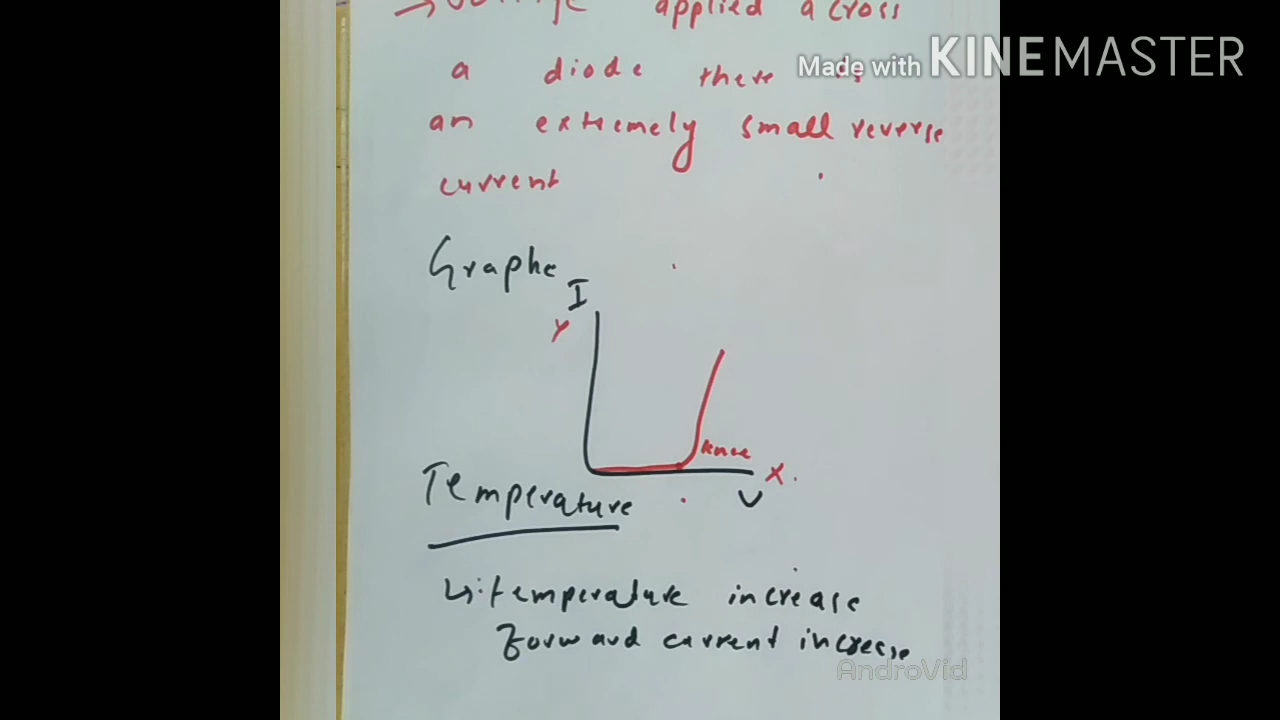 applied across
Made with KINEMASTER
a diode there
an extremely small reverse
current
Graphe
I
Y
knee
X.
V
Temperature
temperature increase
Forward current increase
AndroVid